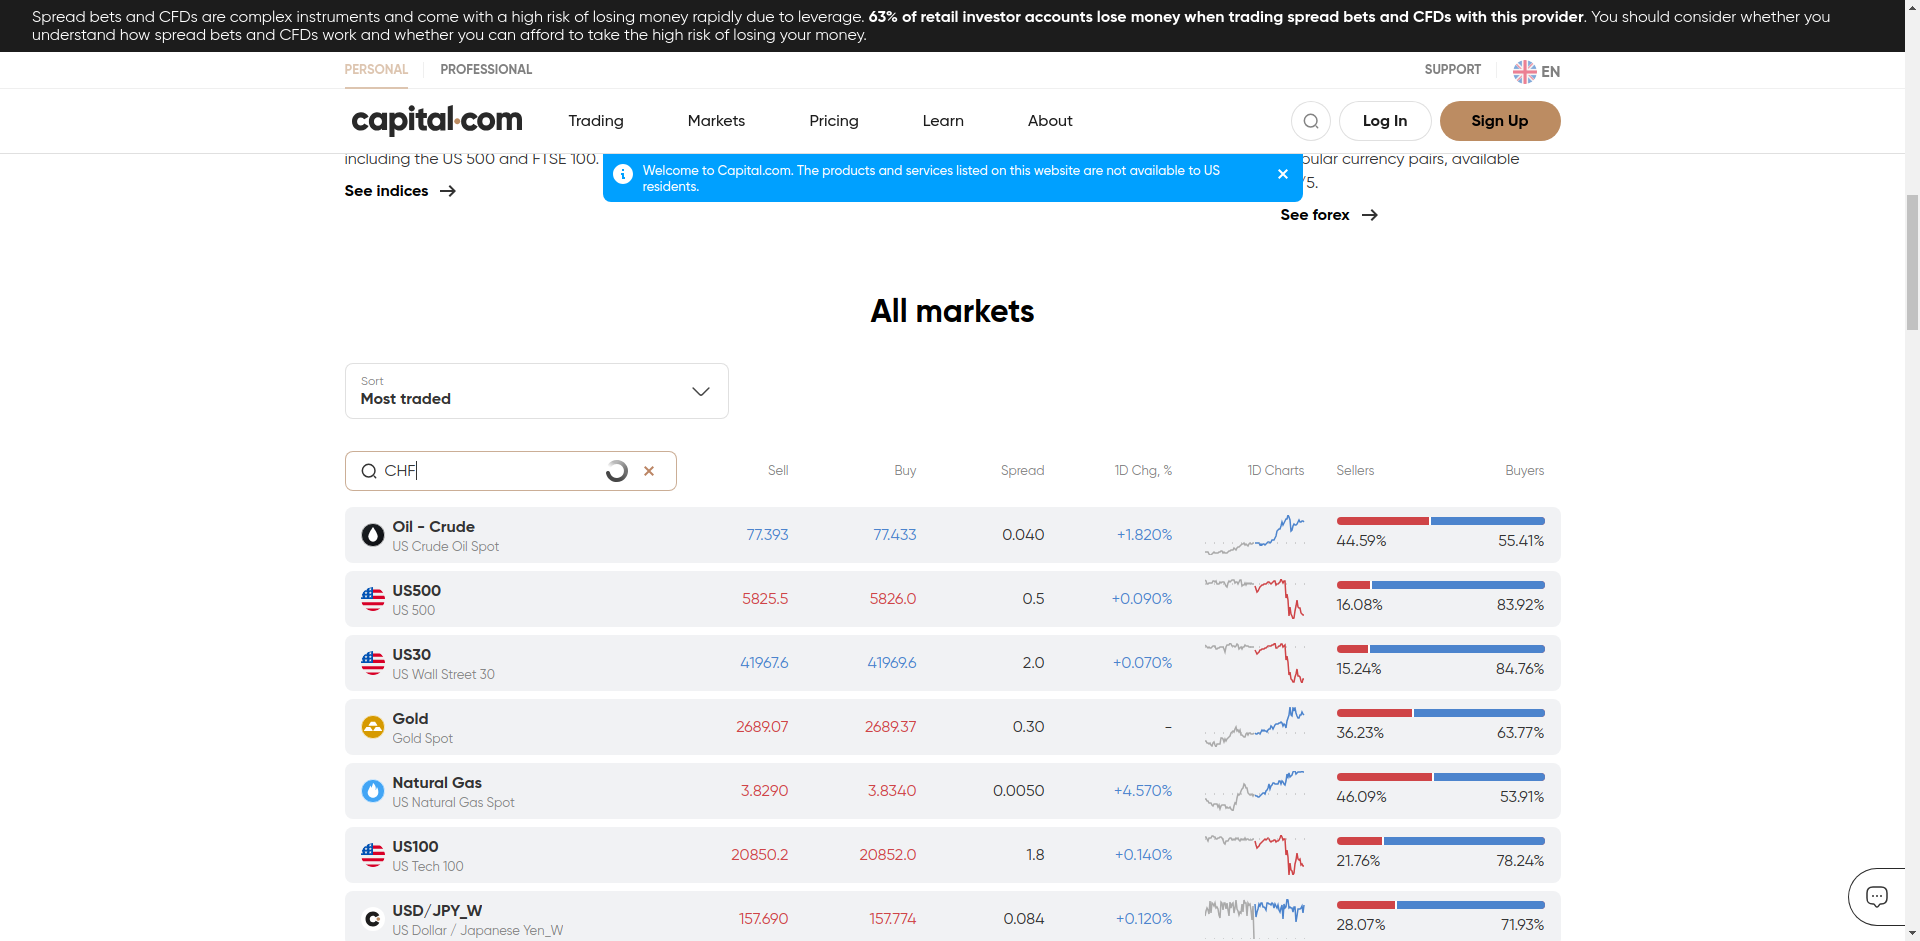 Spread bets and CFDs are complex instruments and come with a high risk of losing money rapidly due to leverage. 63% of retail investor accounts lose money when trading spread bets and CFDs with this provider. You should consider whether you
understand how spread bets and CFDs work and whether you can afford to take the high risk of losing your money.
PERSONAL PROFESSIONAL SUPPORT EN
capital.com Trading Markets Pricing Learn About Log In Sign Up
including the US 500 and FTSE 100.
Welcome to Capital.com. The products and services listed on this website are not available to US
residents.
pular currency pairs, available
/5.
See indices
See forex
All markets
Sort
Most traded
CHF Sell Buy Spread 1D Chg, % 1D Charts Sellers Buyers
Oil - Crude
US Crude Oil Spot
77.393 77.433 0.040 +1.820% 44.59% 55.41%
US500
US 500
5825.5 5826.0 0.5 +0.090% 16.08% 83.92%
US30
US Wall Street 30
41967.6 41969.6 2.0 +0.070% 15.24% 84.76%
Gold
Gold Spot
2689.07 2689.37 0.30 - 36.23% 63.77%
Natural Gas
US Natural Gas Spot
3.8290 3.8340 0.0050 +4.570% 46.09% 53.91%
US100
US Tech 100
20850.2 20852.0 1.8 +0.140% 21.76% 78.24%
USD/JPY_W
US Dollar / Japanese Yen_W
157.690 157.774 0.084 +0.120% 28.07% 71.93%